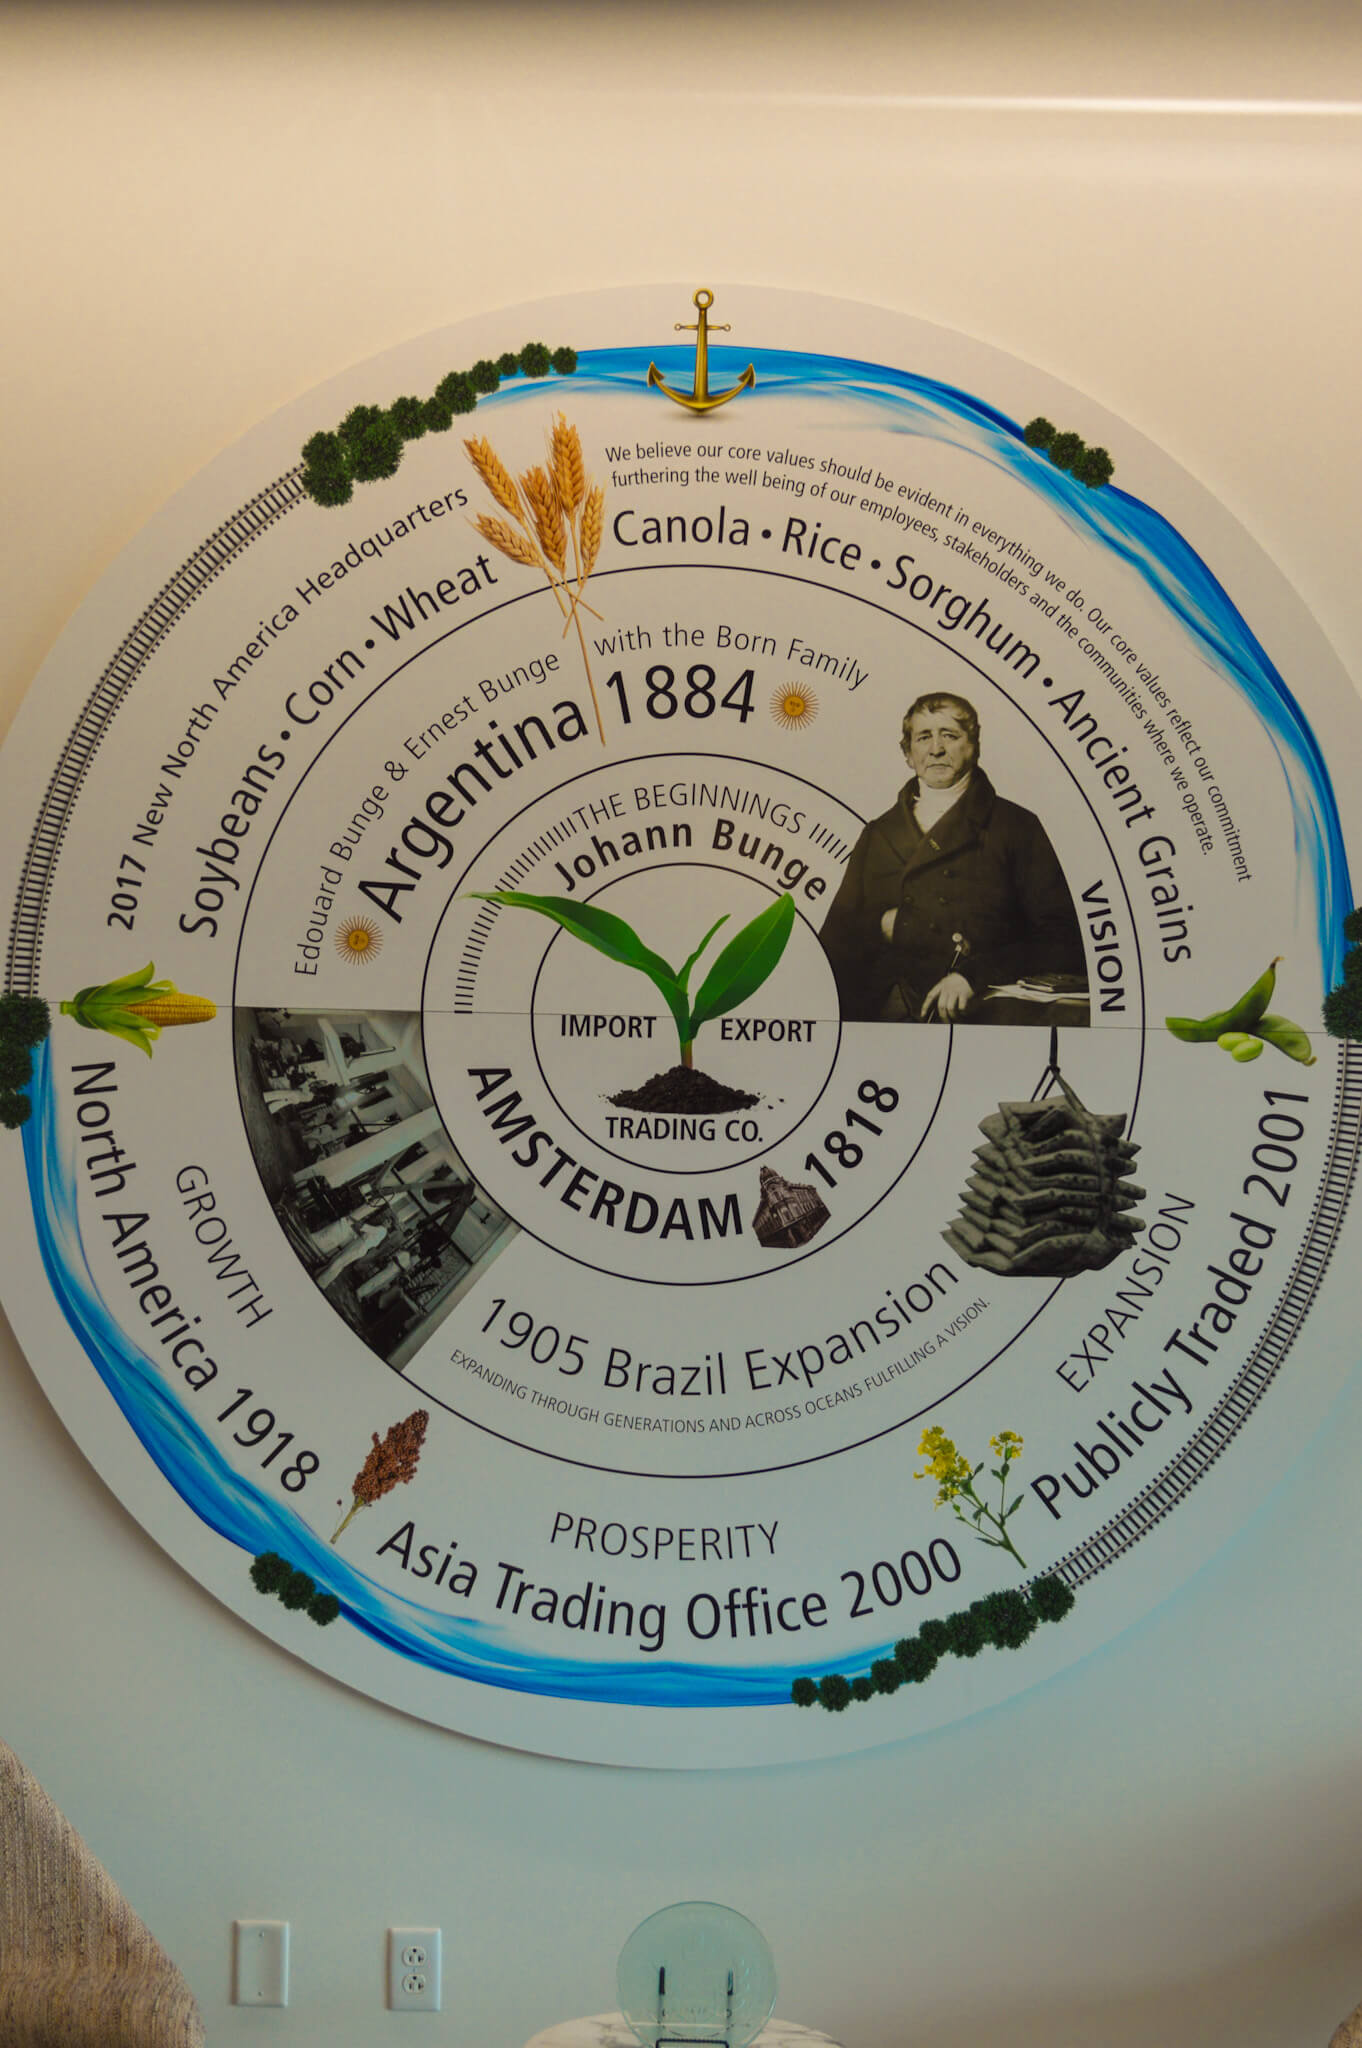 We believe our core values should be evident in everything we do. Our core values reflect our commitment
furthering the well being of our employees, stakeholders and the communities where we operate.
2017 New North America Headquarters
Soybeans • Corn • Wheat
Canola • Rice • Sorghum • Ancient Grains
Edouard Bunge & Ernest Bunge
with the Born Family
Argentina 1884
THE BEGINNINGS
Johann Bunge
VISION
IMPORT
EXPORT
TRADING CO.
AMSTERDAM
1818
1905 Brazil Expansion
EXPANDING THROUGH GENERATIONS AND ACROSS OCEANS FULFILLING A VISION.
GROWTH
North America 1918
PROSPERITY
Asia Trading Office 2000
EXPANSION
Publicly Traded 2001